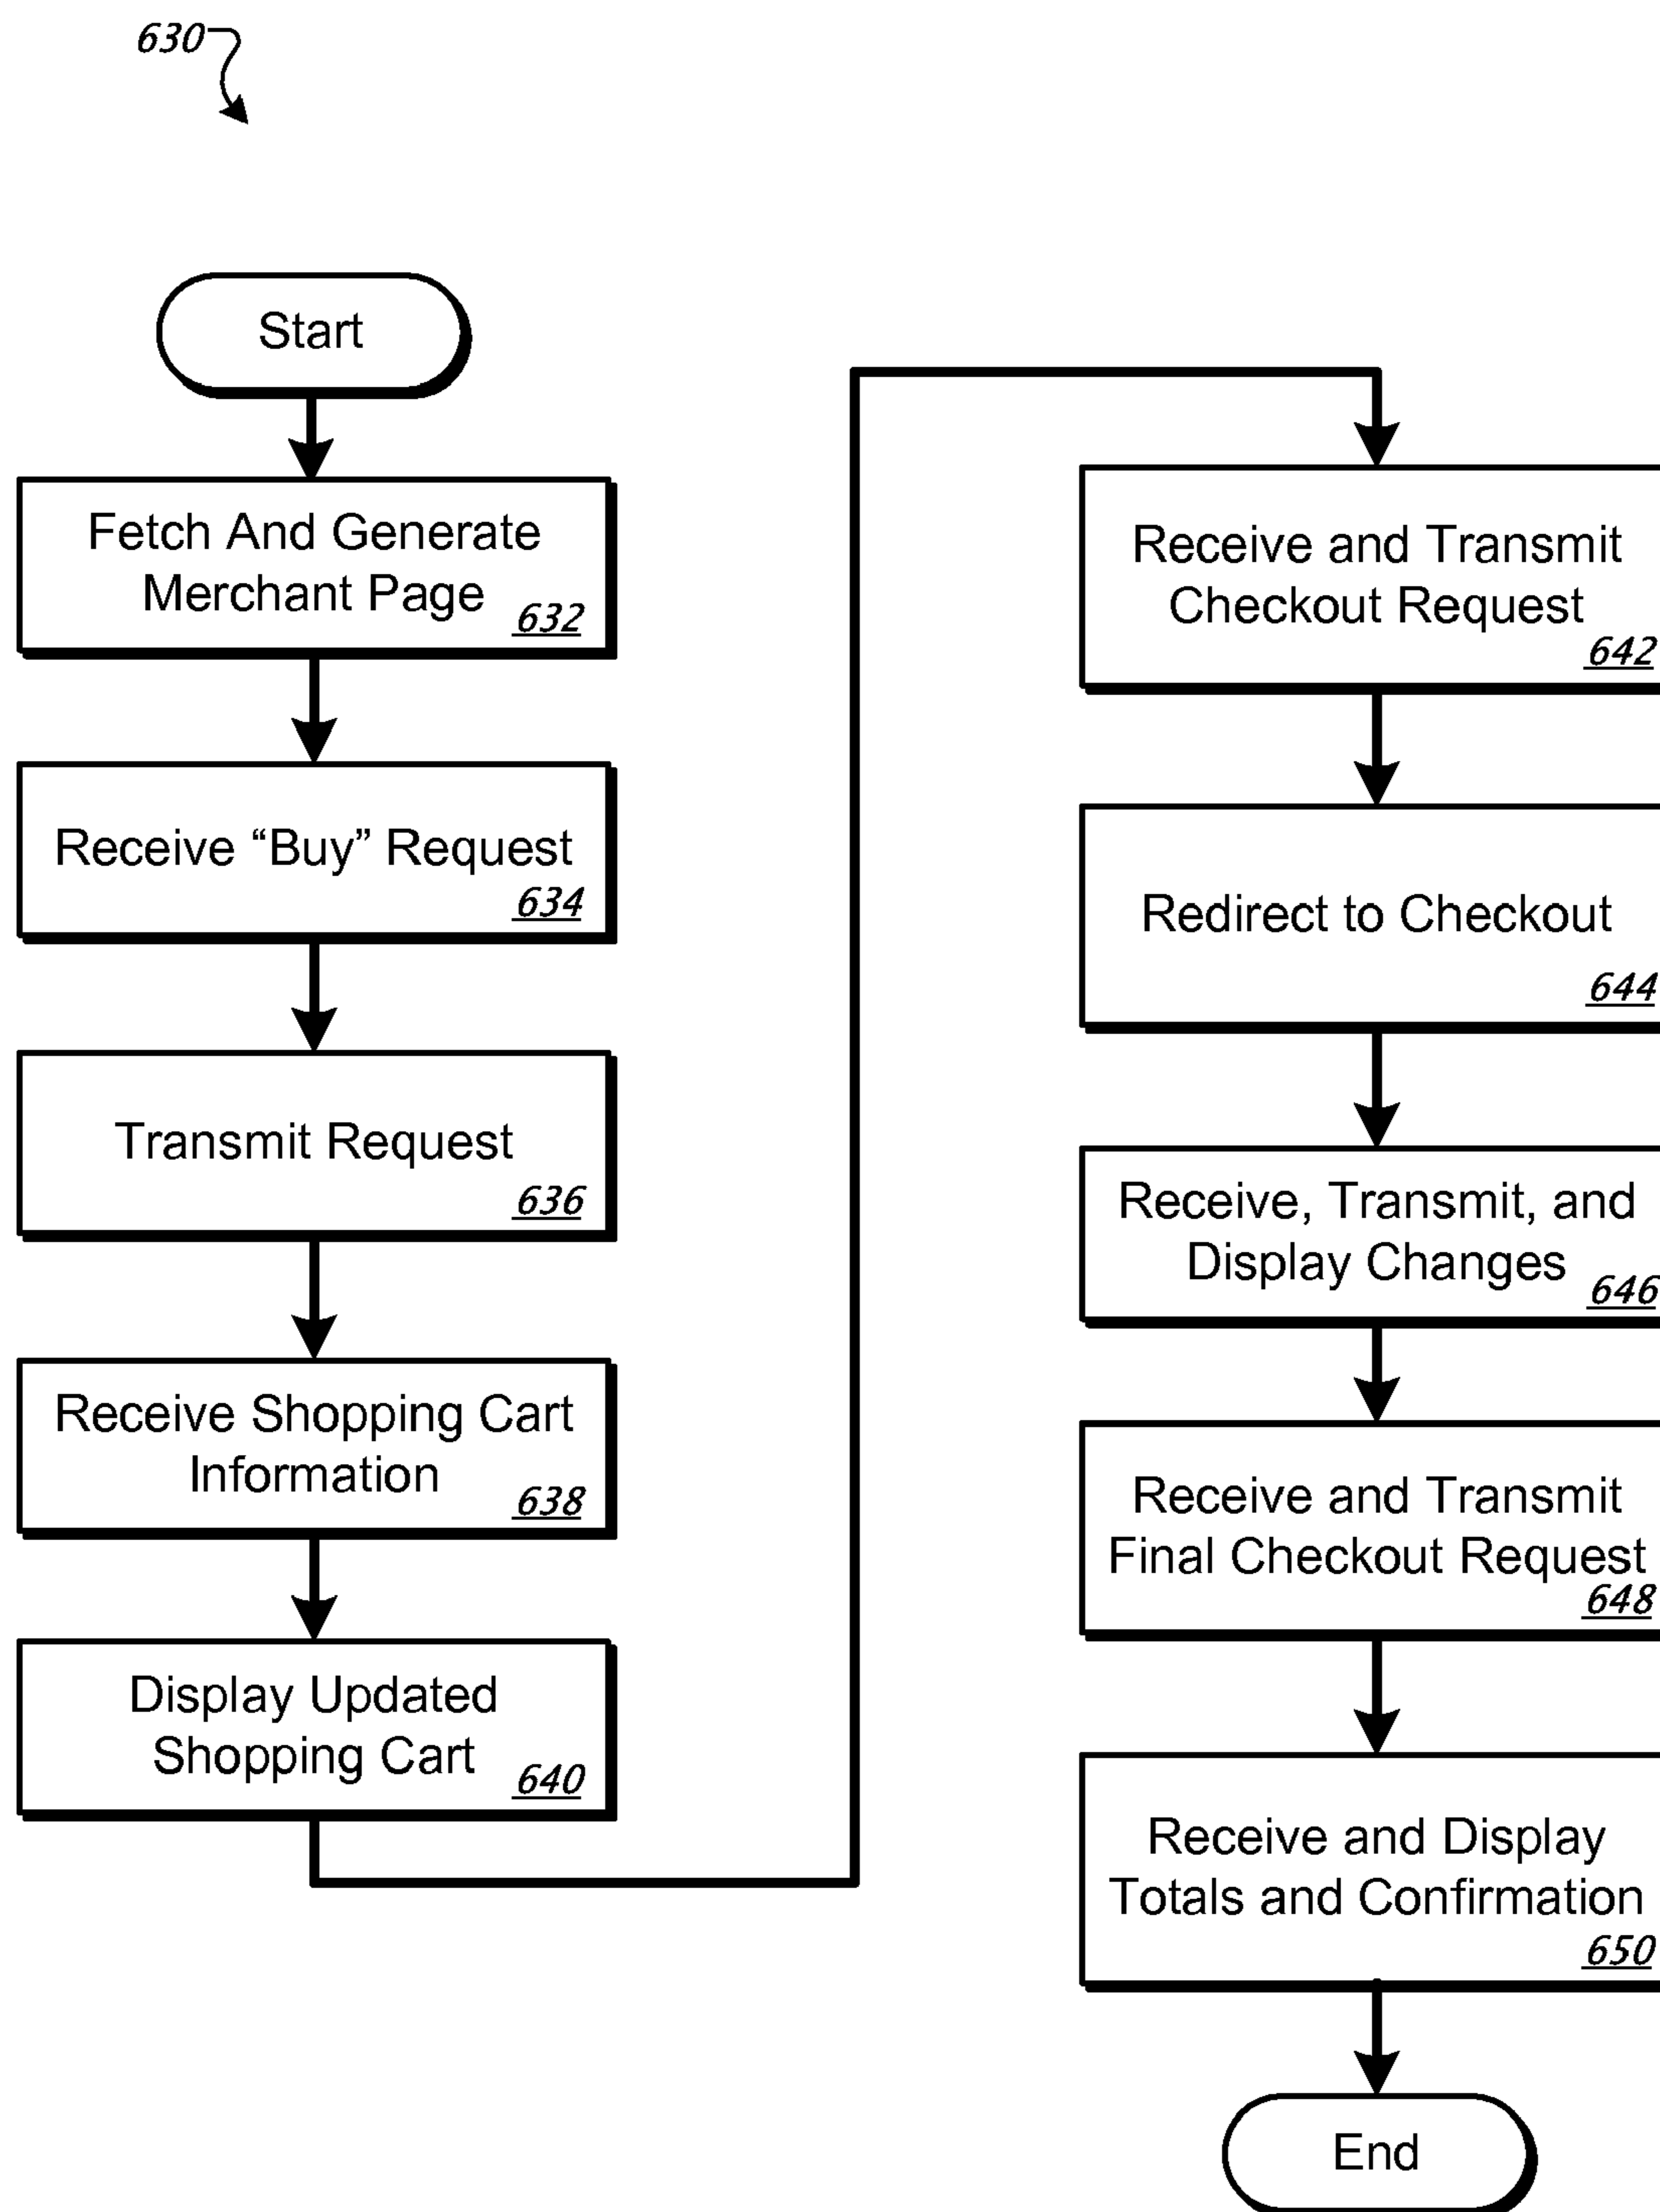 630
Start
Fetch And Generate
Merchant Page
632
Receive “Buy” Request
634
Transmit Request
636
Receive Shopping Cart
Information
638
Display Updated
Shopping Cart
640
Receive and Transmit
Checkout Request
642
Redirect to Checkout
644
Receive, Transmit, and
Display Changes
646
Receive and Transmit
Final Checkout Request
648
Receive and Display
Totals and Confirmation
650
End